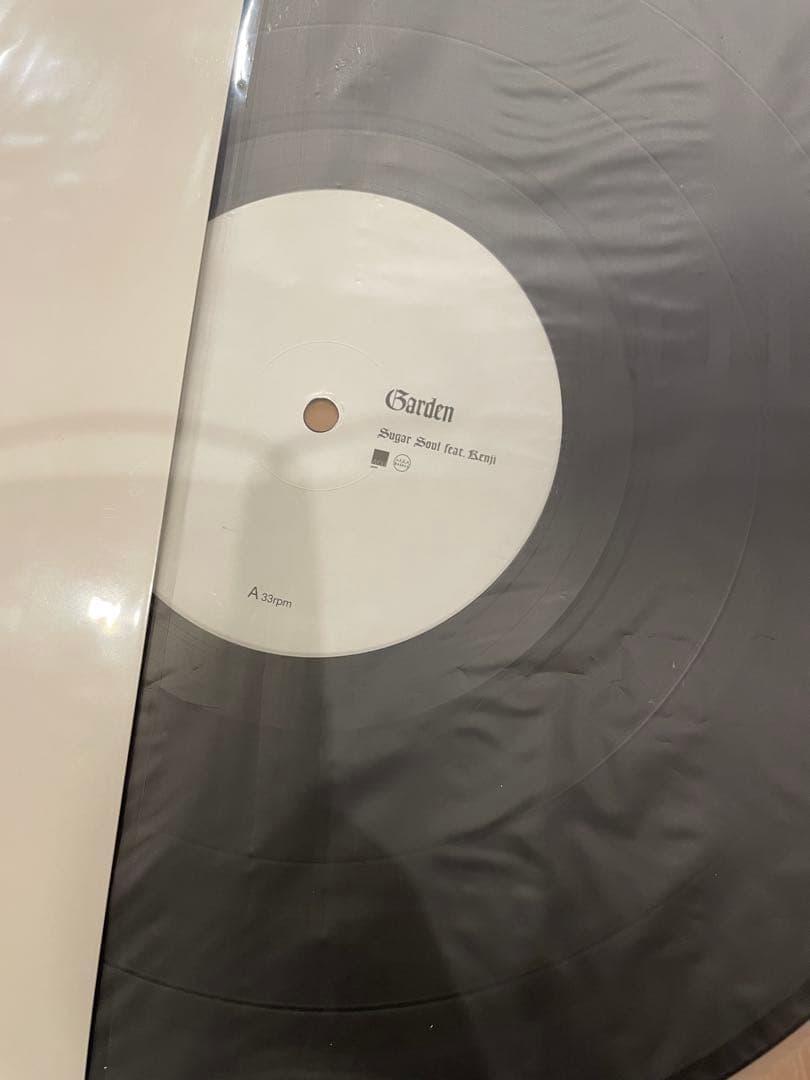 Garden
Sugar Soul feat. Kenji
A 33rpm